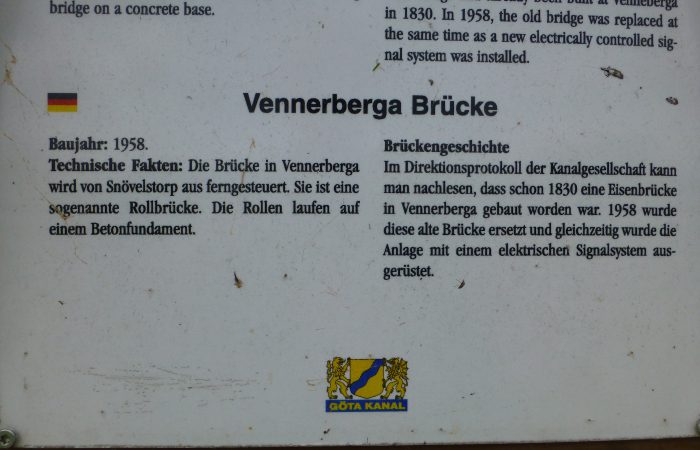 bridge on a concrete base.
in 1830. In 1958, the old bridge was replaced at
the same time as a new electrically controlled sig-
nal system was installed.
Vennerberga Brücke
Baujahr: 1958.
Technische Fakten: Die Brücke in Vennerberga
wird von Snövelstorp aus ferngesteuert. Sie ist eine
sogenannte Rollbrücke. Die Rollen laufen auf
einem Betonfundament.
Brückengeschichte
Im Direktionsprotokoll der Kanalgesellschaft kann
man nachlesen, dass schon 1830 eine Eisenbrücke
in Vennerberga gebaut worden war. 1958 wurde
diese alte Brücke ersetzt und gleichzeitig wurde die
Anlage mit einem elektrischen Signalsystem aus-
gerüstet.
GÖTA KANAL